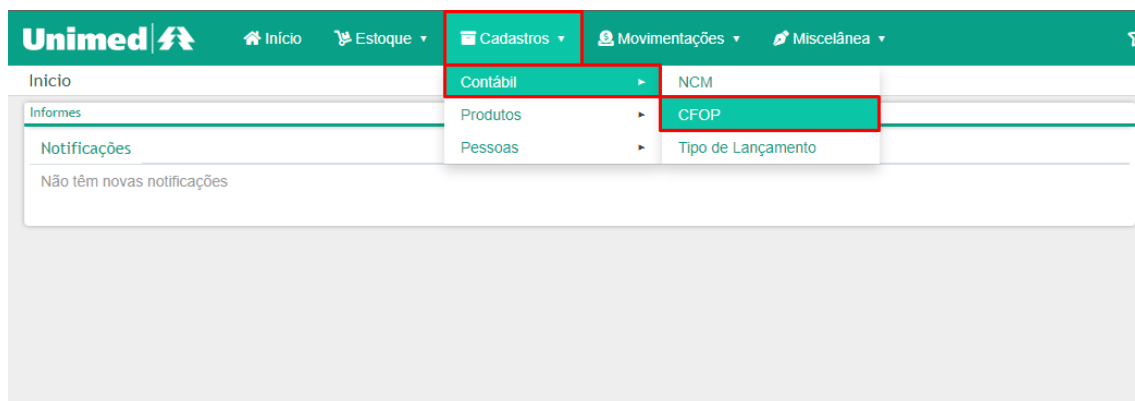 Unimed
Início
Estoque
Cadastros
Movimentações
Miscelânea
Inicio
Contábil
NCM
Informes
Produtos
CFOP
Notificações
Pessoas
Tipo de Lançamento
Não têm novas notificações